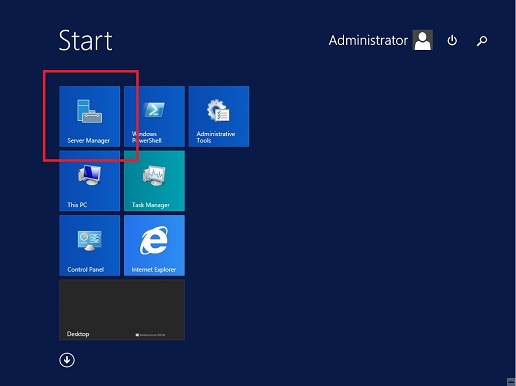 Start
Administrator
Server Manager
Windows
PowerShell
Administrative
Tools
This PC
Task Manager
Control Panel
Internet Explorer
Desktop